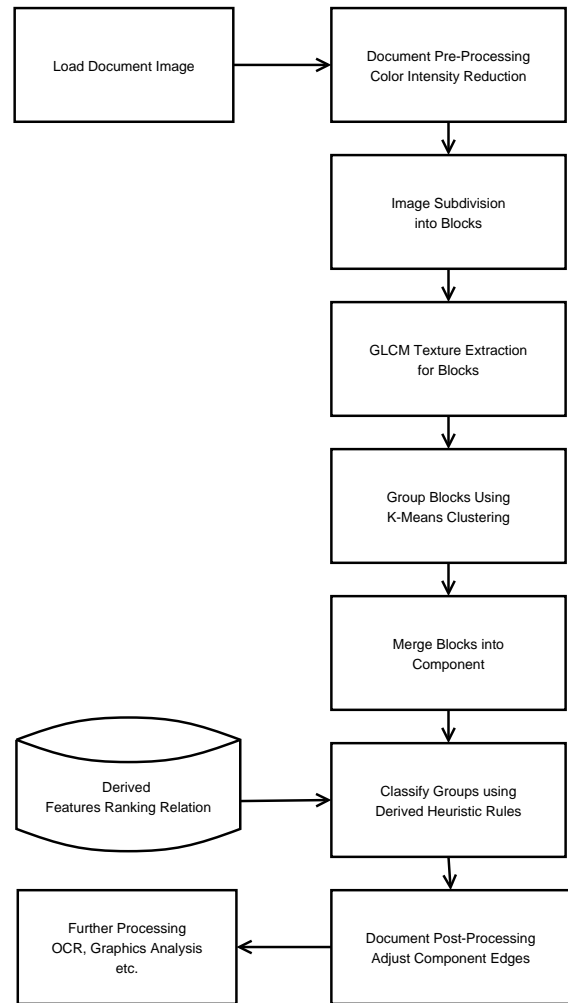 Load Document Image
Document Pre-Processing
Color Intensity Reduction
Image Subdivision
into Blocks
GLCM Texture Extraction
for Blocks
Group Blocks Using
K-Means Clustering
Merge Blocks into
Component
Derived
Features Ranking Relation
Classify Groups using
Derived Heuristic Rules
Document Post-Processing
Adjust Component Edges
Further Processing
OCR, Graphics Analysis
etc.